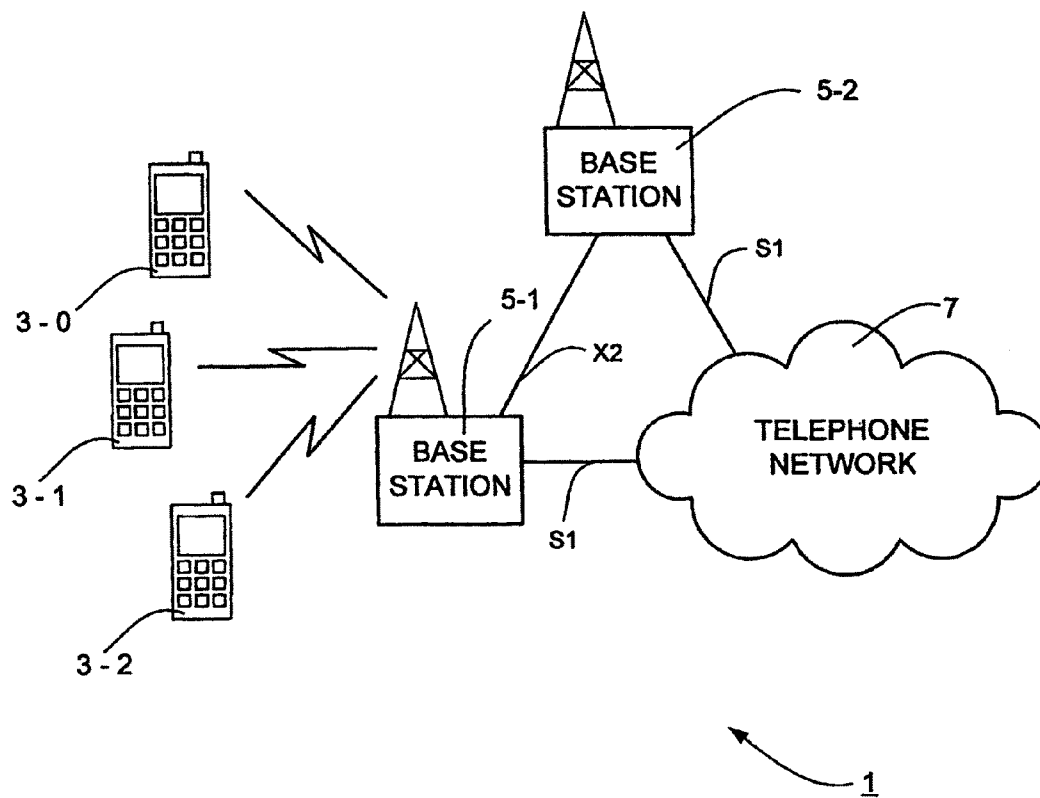 5-2
BASE
STATION
S1
3 - 0
5-1
7
X2
3 - 1
BASE
STATION
TELEPHONE
NETWORK
S1
3 - 2
1